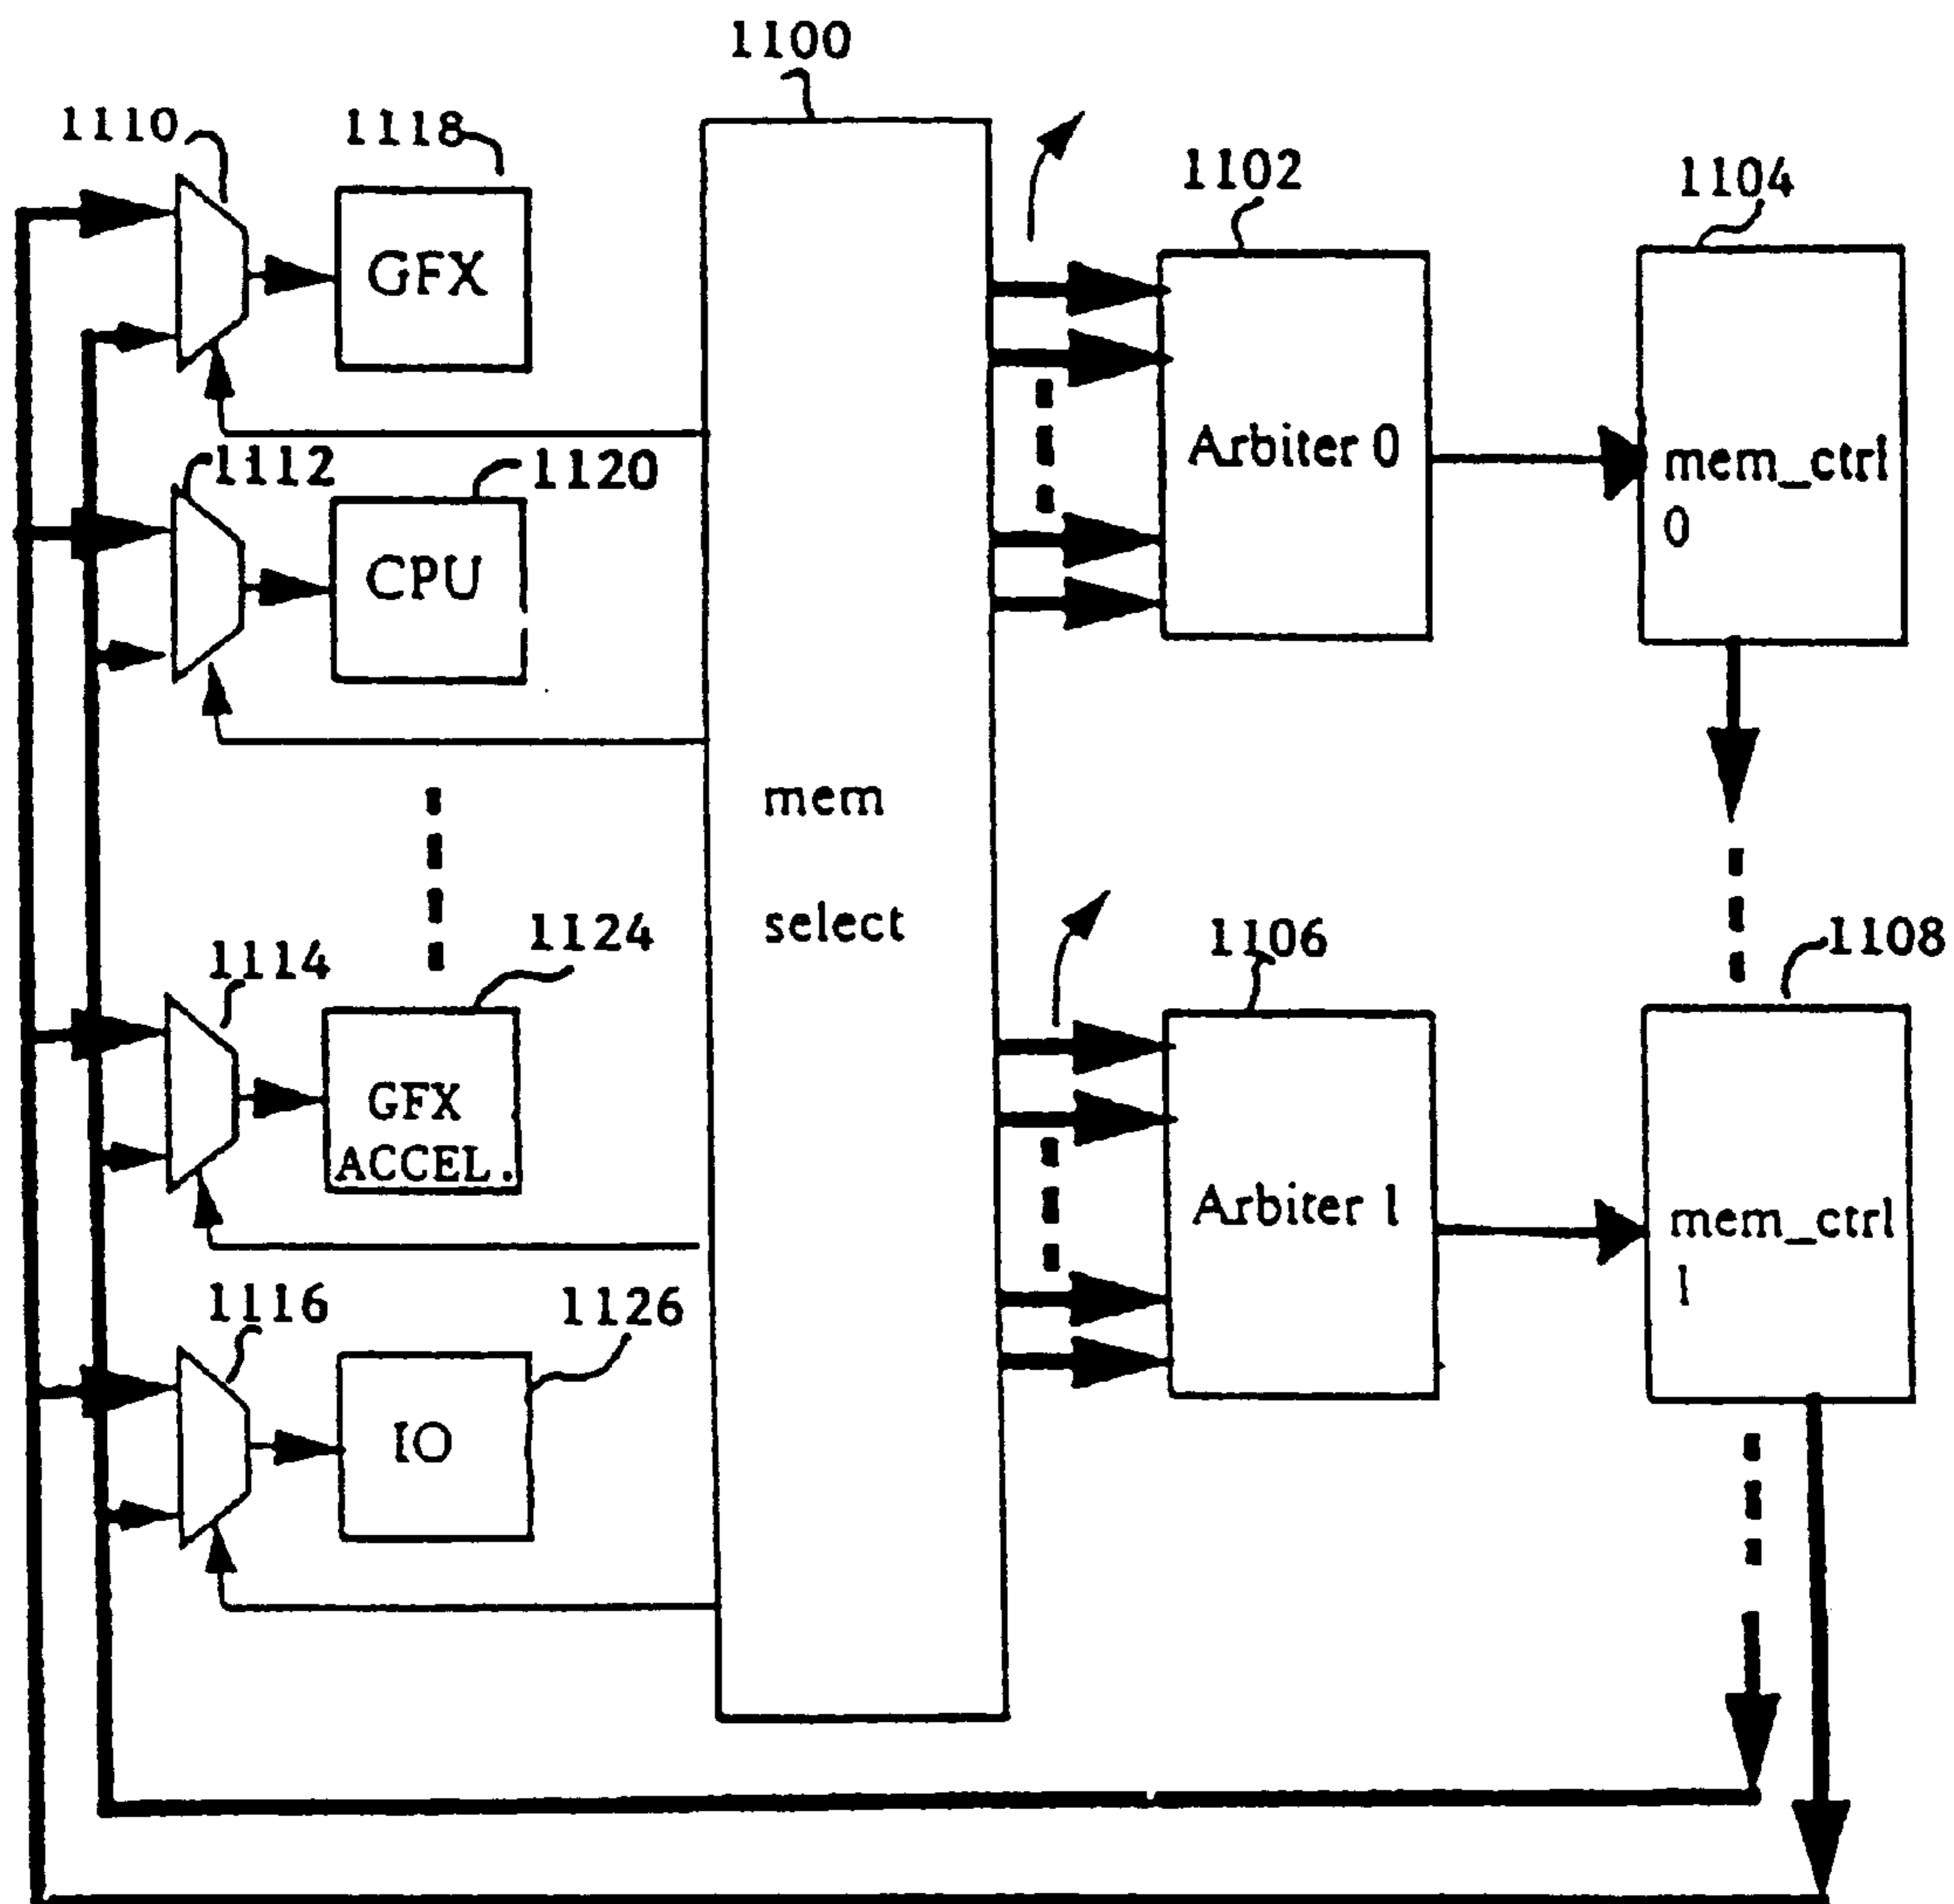 1100
1110
1118
1102
1104
GFX
Arbiter 0
mem_ctrl
0
1112
1120
CPU
mem
select
1114
1124
1106
1108
GFX
ACCEL.
Arbiter 1
mem_ctrl
1
1116
1126
IO